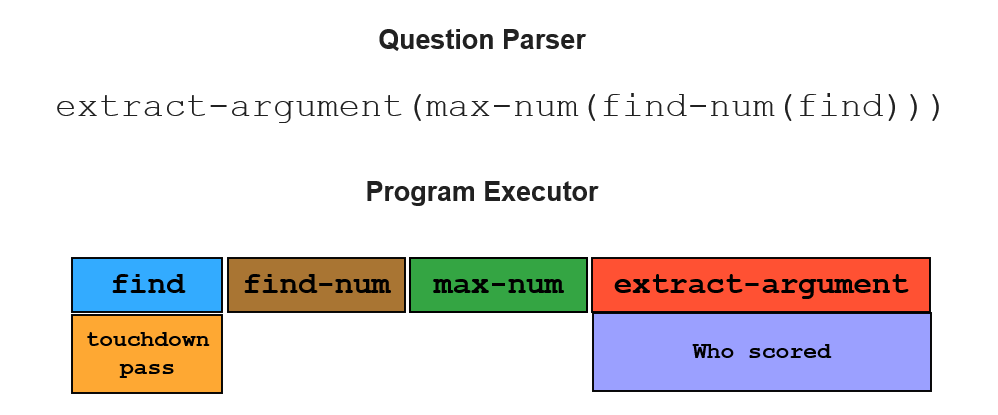 Question Parser
extract-argument(max-num(find-num(find)))
Program Executor
find find-num max-num extract-argument
touchdown
pass
Who scored